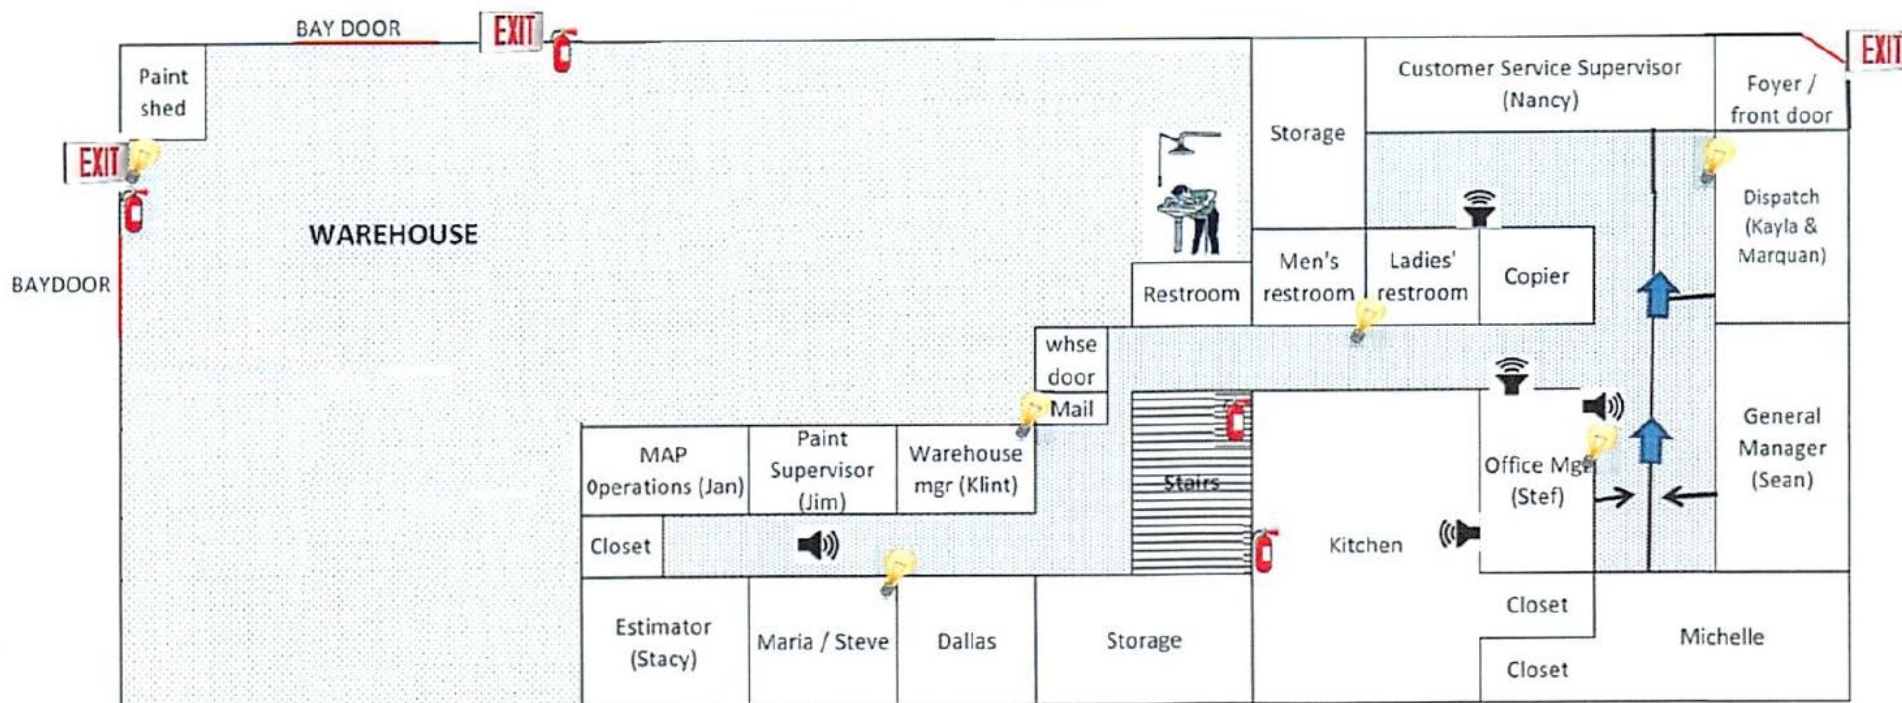 BAY DOOR
EXIT
EXIT
Paint
shed
Customer Service Supervisor
(Nancy)
Foyer /
front door
Storage
EXIT
WAREHOUSE
Dispatch
(Kayla &
Marquan)
BAYDOOR
Restroom
Men's
restroom
Ladies'
restroom
Copier
whse
door
Mail
MAP
Operations (Jan)
Paint
Supervisor
(Jim)
Warehouse
mgr (Klint)
Stairs
Kitchen
Office Mgr
(Stef)
General
Manager
(Sean)
Closet
Estimator
(Stacy)
Maria / Steve
Dallas
Storage
Closet
Closet
Michelle